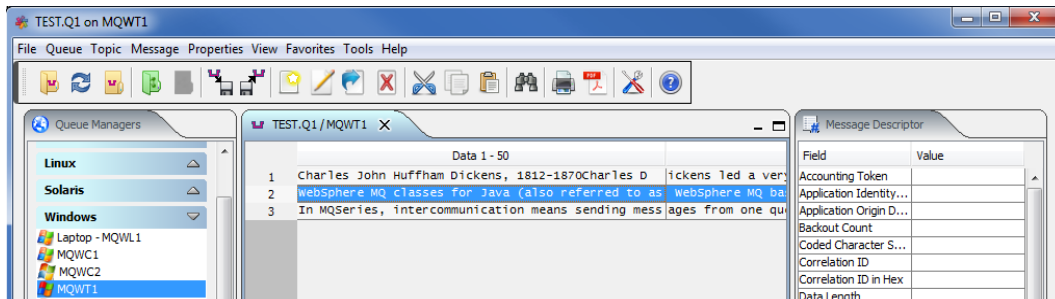 TEST.Q1 on MQWT1
File Queue Topic Message Properties View Favorites Tools Help
Queue Managers
Linux
Solaris
Windows
Laptop - MQWL1
MQWC1
MQWC2
MQWT1
TEST.Q1 / MQWT1
Data 1 - 50
1 Charles John Huffham Dickens, 1812-1870Charles D ickens led a very
2 WebSphere MQ classes for Java (also referred to as WebSphere MQ ba
3 In MQSeries, intercommunication means sending mess ages from one qu
Message Descriptor
Field Value
Accounting Token
Application Identity...
Application Origin D...
Backout Count
Coded Character S...
Correlation ID
Correlation ID in Hex
Data Length